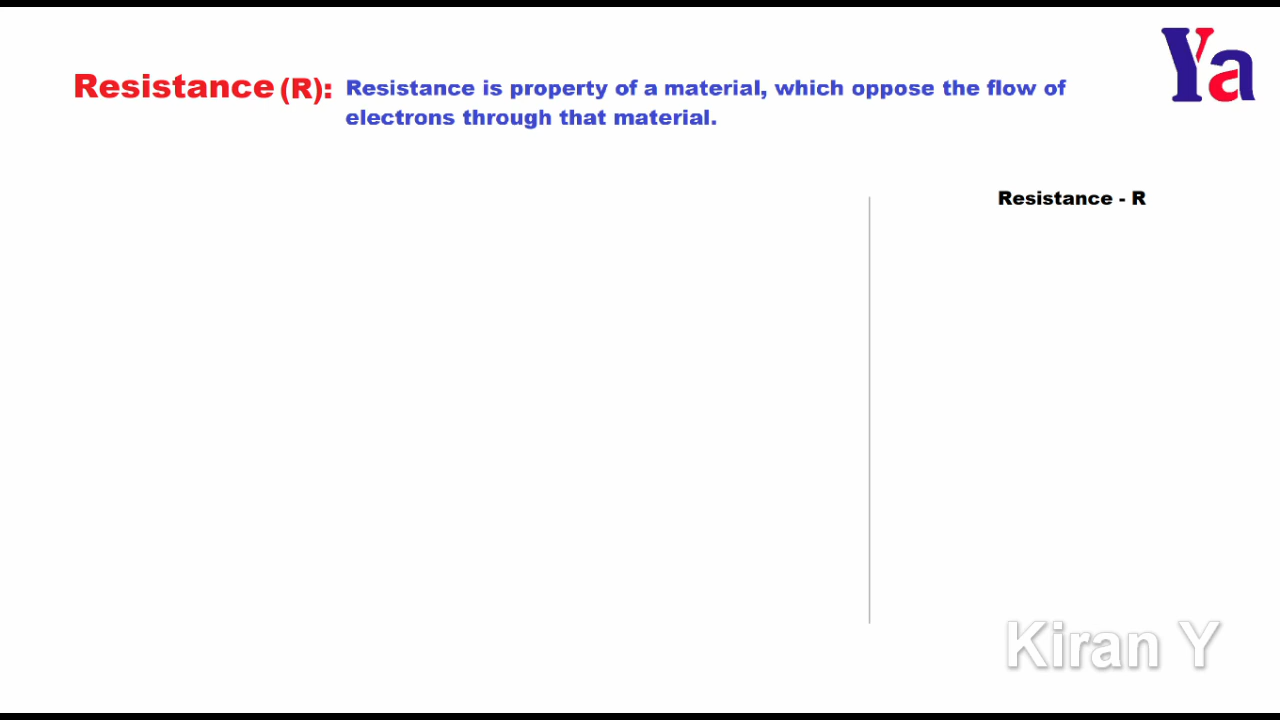 Ya
Resistance (R): Resistance is property of a material, which oppose the flow of
electrons through that material.
Resistance - R
Kiran Y